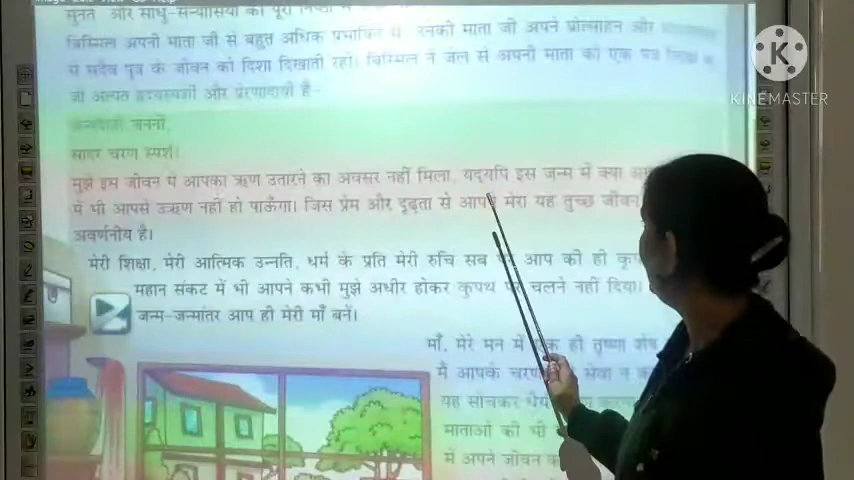 सुनते और साधु-संन्यासियों की पूरी
बिस्मिल अपनी माता जी से बहुत अधिक प्रभावित थे। उनकी माता जी अपने प्रोत्साहन और
से सदैव पुत्र के जीवन को दिशा दिखाती रहीं। बिस्मिल ने जेल से अपनी माता को एक पत्र लिखा
जो अत्यंत हृदयस्पर्शी और प्रेरणादायी है-
जननी,
सादर चरण स्पर्श।
मुझे इस जीवन में आपका ऋण उतारने का अवसर नहीं मिला, यद्यपि इस जन्म में क्या
में भी आपसे उऋण नहीं हो पाऊँगा। जिस प्रेम और दृढ़ता से आपने मेरा यह तुच्छ जीवन
अवर्णनीय है।
मेरी शिक्षा, मेरी आत्मिक उन्नति, धर्म के प्रति मेरी रुचि सब आप की ही
महान संकट में भी आपने कभी मुझे अधीर होकर कुपथ पर चलने नहीं दिया।
जन्म-जन्मांतर आप ही मेरी माँ बनें।
माँ, मेरे मन में एक ही तृष्णा शेष
मैं आपके सेवा न
यह सोचकर धैर्य
माताओं की भी
में अपने जीवन
K
KINEMASTER